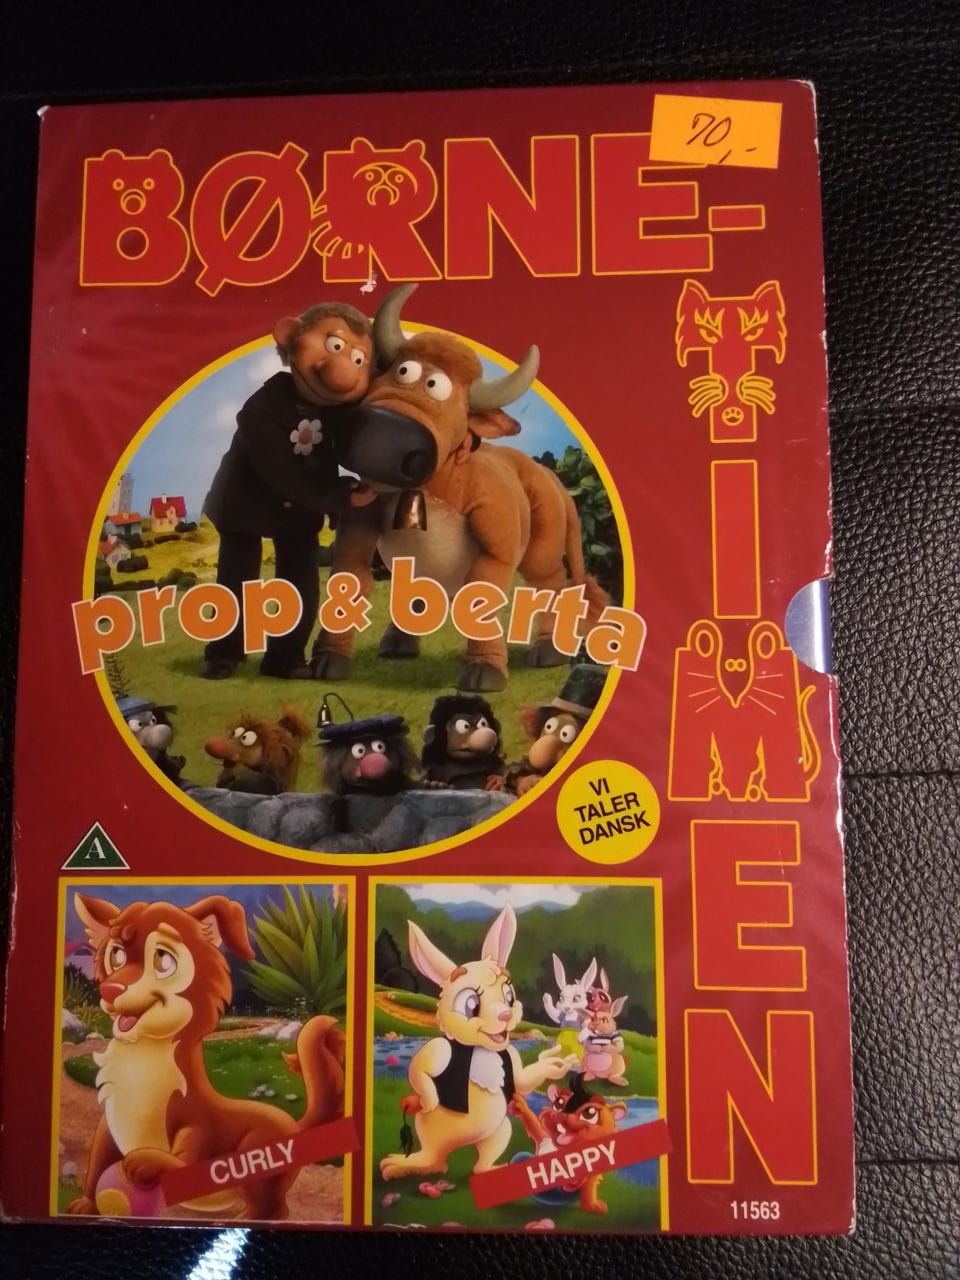 70,-
BØRNE-
TIMEN
prop & berta
VI
TALER
DANSK
A
CURLY
HAPPY
11563